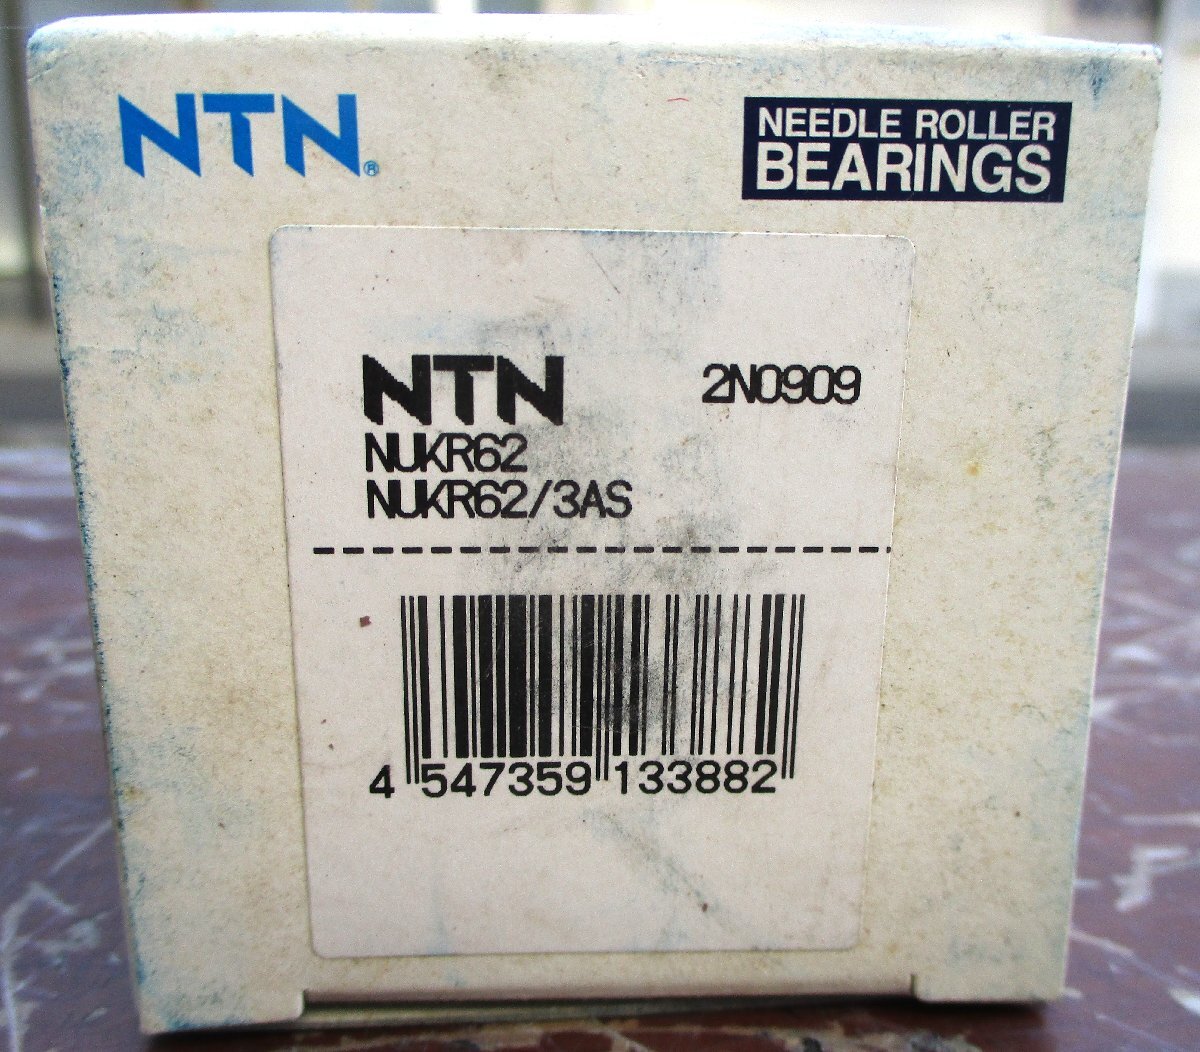 NTN®
NEEDLE ROLLER
BEARINGS
NTN 2N0909
NUKR62
NUKR62/3AS
4 547359 133882